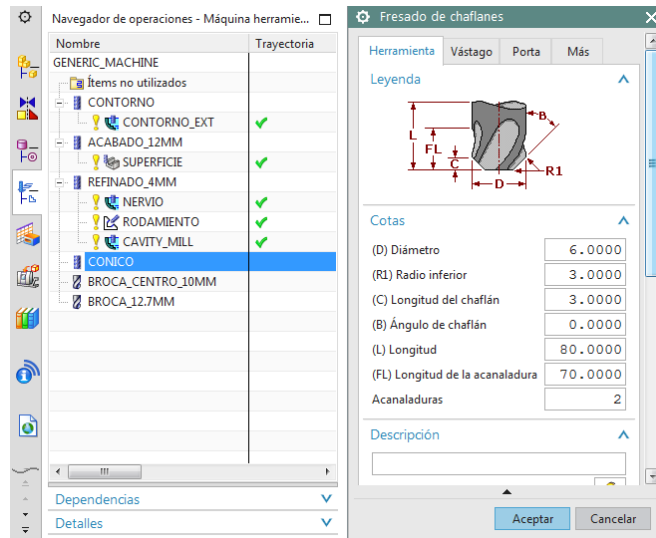 Navegador de operaciones - Máquina herramie...
Nombre
Trayectoria
GENERIC_MACHINE
Ítems no utilizados
CONTORNO
CONTORNO_EXT
ACABADO_12MM
SUPERFICIE
REFINADO_4MM
NERVIO
RODAMIENTO
CAVITY_MILL
CONICO
BROCA_CENTRO_10MM
BROCA_12.7MM
Dependencias
Detalles
Fresado de chaflanes
Herramienta Vástago Porta Más
Leyenda
B
L
FL
C
R1
D
Cotas
(D) Diámetro 6.0000
(R1) Radio inferior 3.0000
(C) Longitud del chaflán 3.0000
(B) Ángulo de chaflán 0.0000
(L) Longitud 80.0000
(FL) Longitud de la acanaladura 70.0000
Acanaladuras 2
Descripción
Aceptar Cancelar